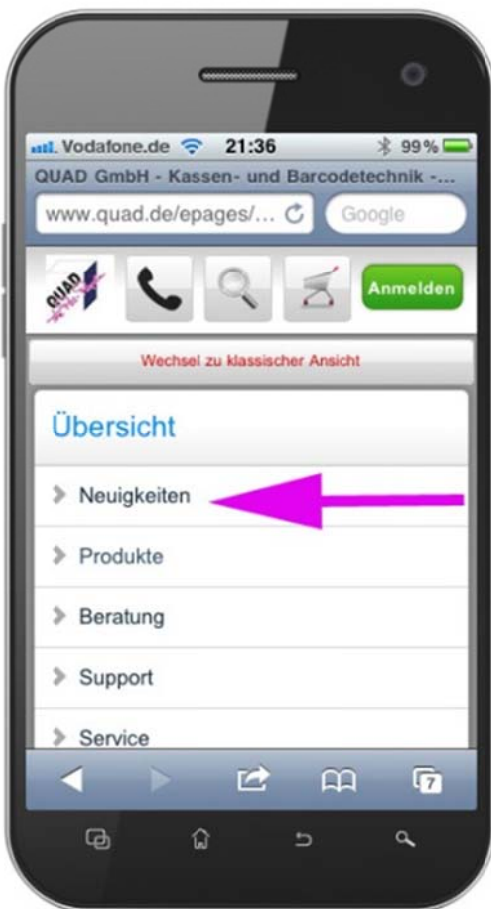 Vodafone.de 21:36 99%
QUAD GmbH - Kassen- und Barcodetechnik -...
www.quad.de/epages/... Google
QUAD Anmelden
Wechsel zu klassischer Ansicht
Übersicht
Neuigkeiten
Produkte
Beratung
Support
Service
7